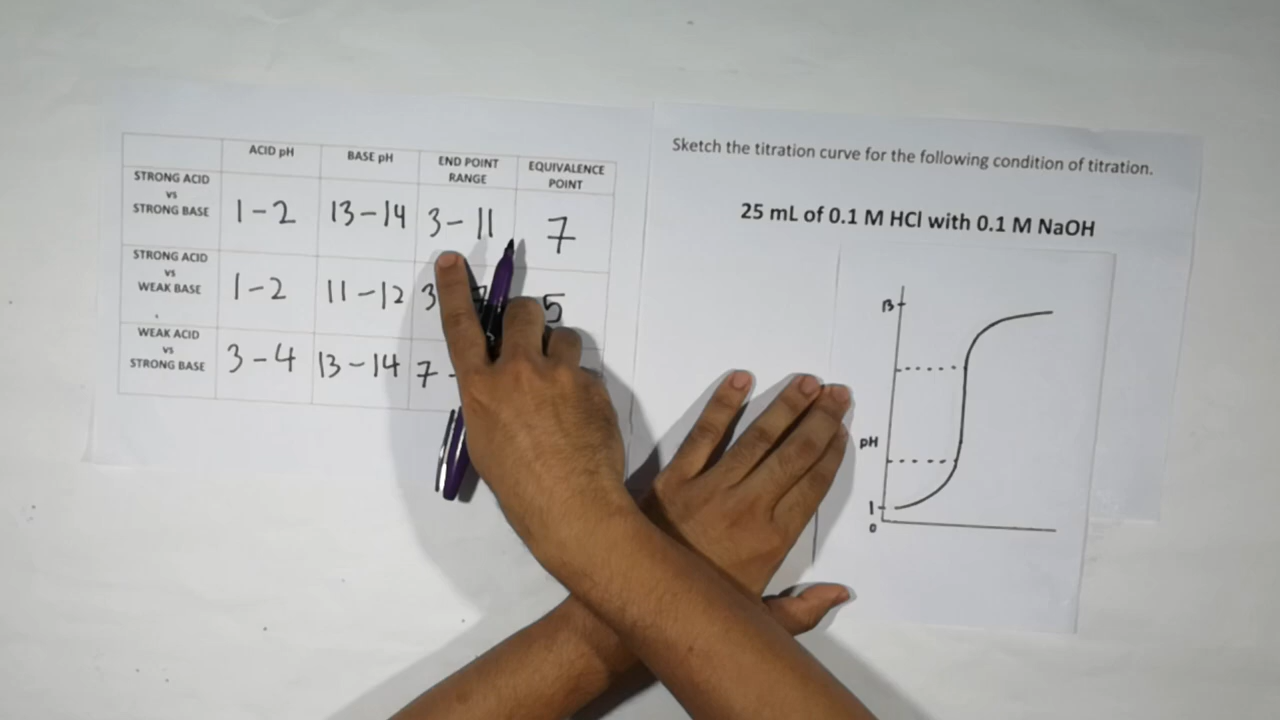 ACID pH
BASE pH
END POINT
RANGE
EQUIVALENCE
POINT
STRONG ACID
vs
STRONG BASE
1-2
13-14
3-11
7
STRONG ACID
vs
WEAK BASE
1-2
11-12
3
5
WEAK ACID
vs
STRONG BASE
3-4
13-14
7-
Sketch the titration curve for the following condition of titration.
25 mL of 0.1 M HCl with 0.1 M NaOH
13
pH
1
0